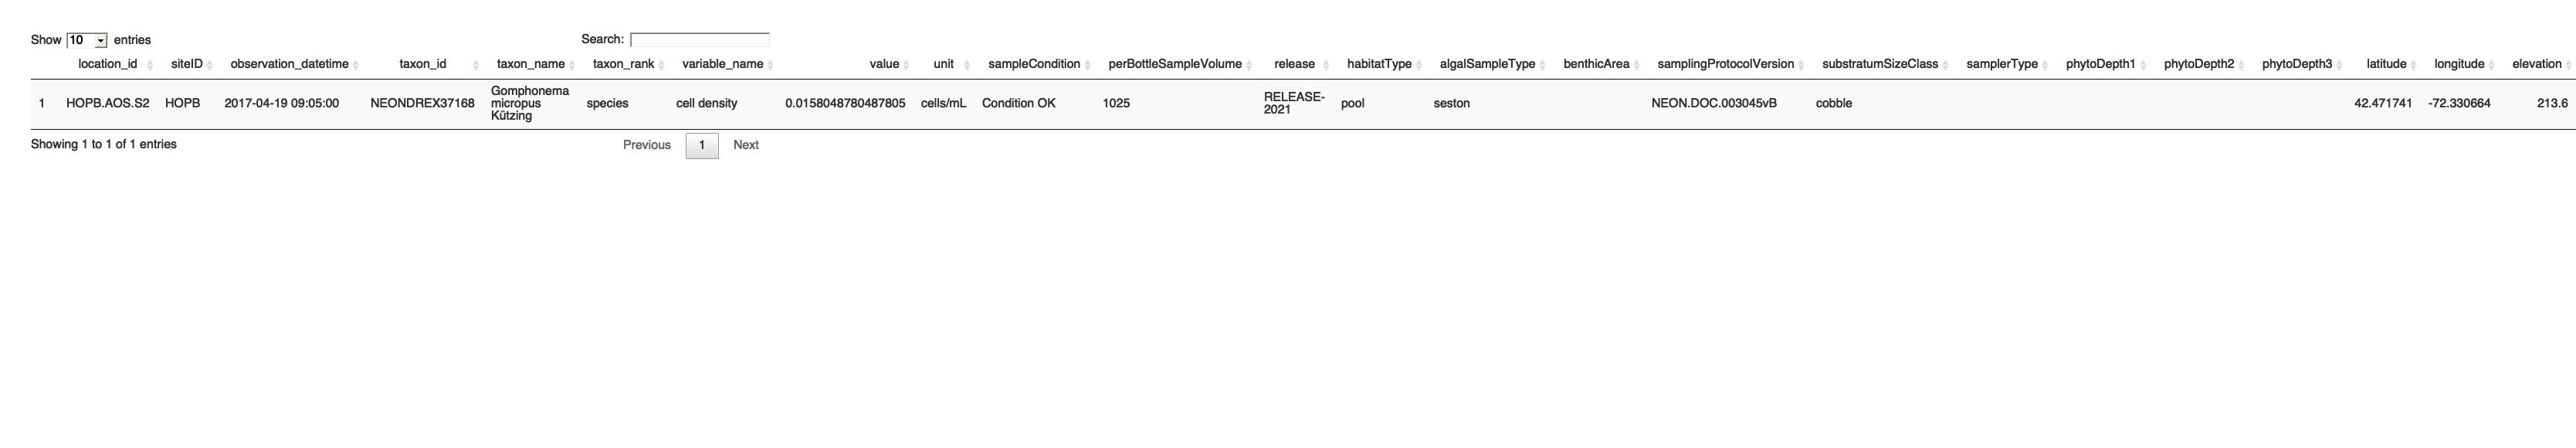 Show 10 entries Search:
location_id siteID observation_datetime taxon_id taxon_name taxon_rank variable_name value unit sampleCondition perBottleSampleVolume release habitatType algalSampleType benthicArea samplingProtocolVersion substratumSizeClass samplerType phytoDepth1 phytoDepth2 phytoDepth3 latitude longitude elevation
1 HOPB.AOS.S2 HOPB 2017-04-19 09:05:00 NEONDREX37168 Gomphonema micropus Kützing species cell density 0.0158048780487805 cells/mL Condition OK 1025 RELEASE-2021 pool seston NEON.DOC.003045vB cobble 42.471741 -72.330664 213.6
Showing 1 to 1 of 1 entries Previous 1 Next